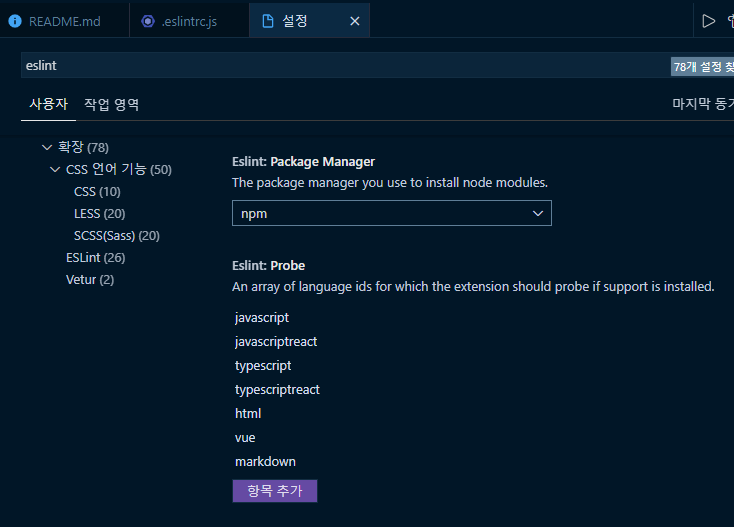 README.md .eslintrc.js 설정
eslint 78개 설정 찾
사용자 작업 영역 마지막 동기
확장 (78)
CSS 언어 기능 (50)
CSS (10)
LESS (20)
SCSS(Sass) (20)
ESLint (26)
Vetur (2)
Eslint: Package Manager
The package manager you use to install node modules.
npm
Eslint: Probe
An array of language ids for which the extension should probe if support is installed.
javascript
javascriptreact
typescript
typescriptreact
html
vue
markdown
항목 추가